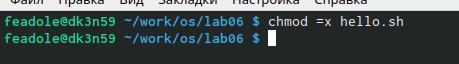 Файл Правка Вид Закладки Настройка Справка
feadole@dk3n59 ~/work/os/lab06 $ chmod =x hello.sh
feadole@dk3n59 ~/work/os/lab06 $